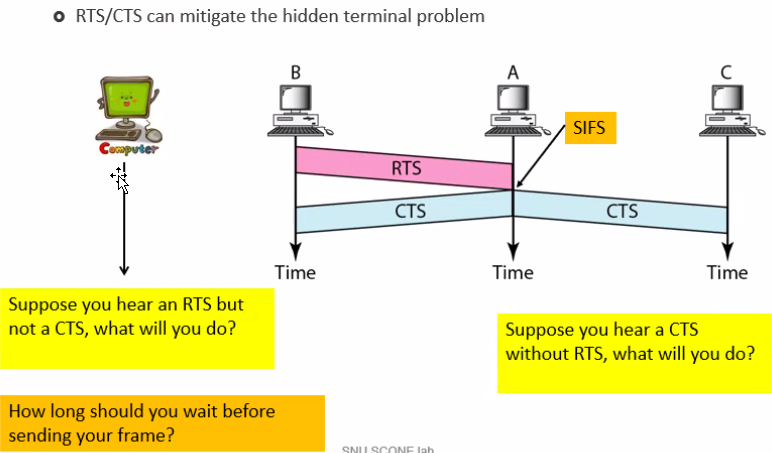 RTS/CTS can mitigate the hidden terminal problem
B
A
C
Computer
SIFS
RTS
CTS
CTS
Time
Time
Time
Suppose you hear an RTS but
not a CTS, what will you do?
Suppose you hear a CTS
without RTS, what will you do?
How long should you wait before
sending your frame?
SNU SCONE lab